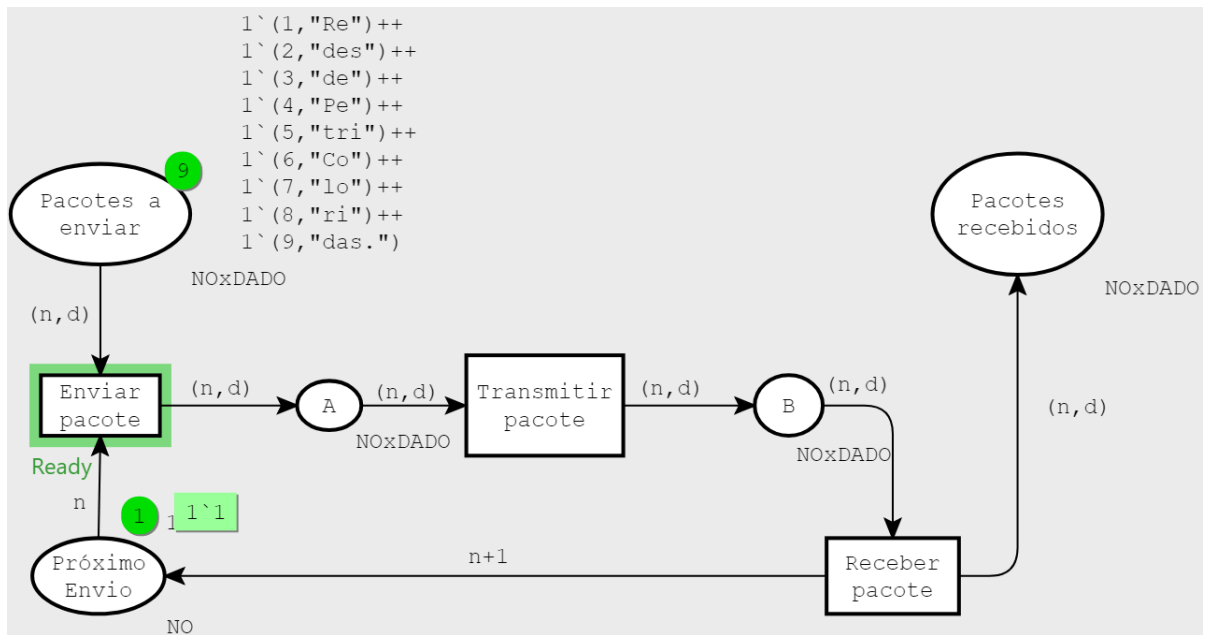 1`(1,"Re")++
1`(2,"des")++
1`(3,"de")++
1`(4,"Pe")++
1`(5,"tri")++
1`(6,"Co")++
1`(7,"lo")++
1`(8,"ri")++
1`(9,"das.")
9
Pacotes a
enviar
NOxDADO
Pacotes
recebidos
NOxDADO
(n,d)
Enviar
pacote
Ready
(n,d)
A
NOxDADO
(n,d)
Transmitir
pacote
(n,d)
B
NOxDADO
(n,d)
(n,d)
n
1
1
1`1
Próximo
Envio
NO
n+1
Receber
pacote